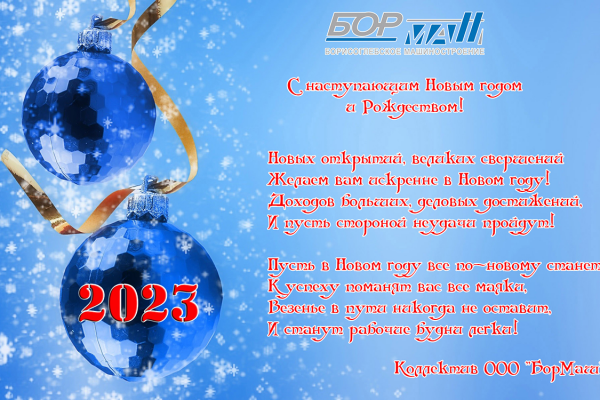 БОРМАШ
БОРИСОГЛЕБСКОЕ МАШИНОСТРОЕНИЕ
С наступающим Новым годом
и Рождеством!
Новых открытий, великих свершений
Желаем вам искренне в Новом году!
Доходов больших, деловых достижений,
И пусть стороной неудачи пройдут!
Пусть в Новом году все по-новому станет
К успеху поманят вас все маяки,
Везенье в пути никогда не оставит,
И станут рабочие будни легки!
2023
Коллектив ООО "БорМаш